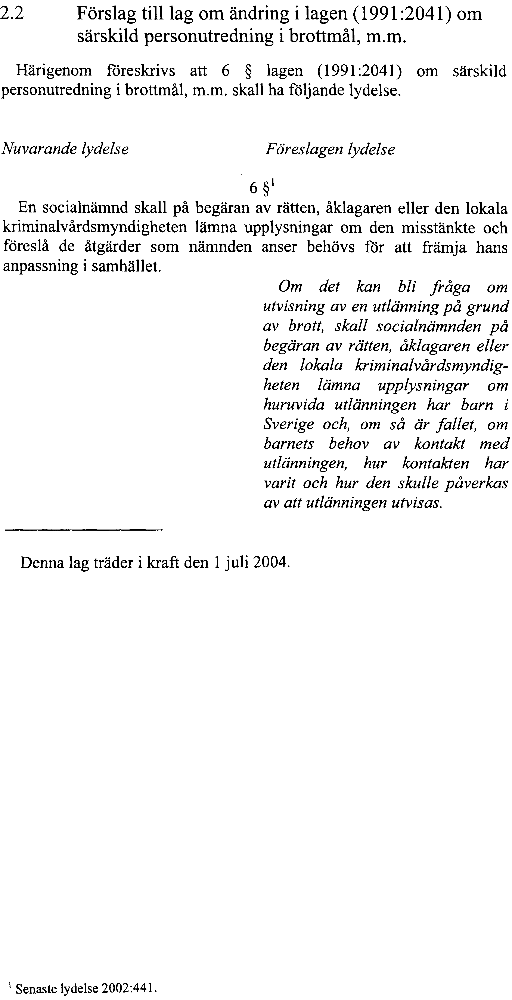 2.2 Förslag till lag om ändring i lagen (1991:2041) om
särskild personutredning i brottmål, m.m.
Härigenom föreskrivs att 6 § lagen (1991:2041) om särskild
personutredning i brottmål, m.m. skall ha följande lydelse.
Nuvarande lydelse Föreslagen lydelse
6 §¹
En socialnämnd skall på begäran av rätten, åklagaren eller den lokala
kriminalvårdsmyndigheten lämna upplysningar om den misstänkte och
föreslå de åtgärder som nämnden anser behövs för att främja hans
anpassning i samhället.
Om det kan bli fråga om
utvisning av en utlänning på grund
av brott, skall socialnämnden på
begäran av rätten, åklagaren eller
den lokala kriminalvårdsmyndig-
heten lämna upplysningar om
huruvida utlänningen har barn i
Sverige och, om så är fallet, om
barnets behov av kontakt med
utlänningen, hur kontakten har
varit och hur den skulle påverkas
av att utlänningen utvisas.
Denna lag träder i kraft den 1 juli 2004.
¹ Senaste lydelse 2002:441.